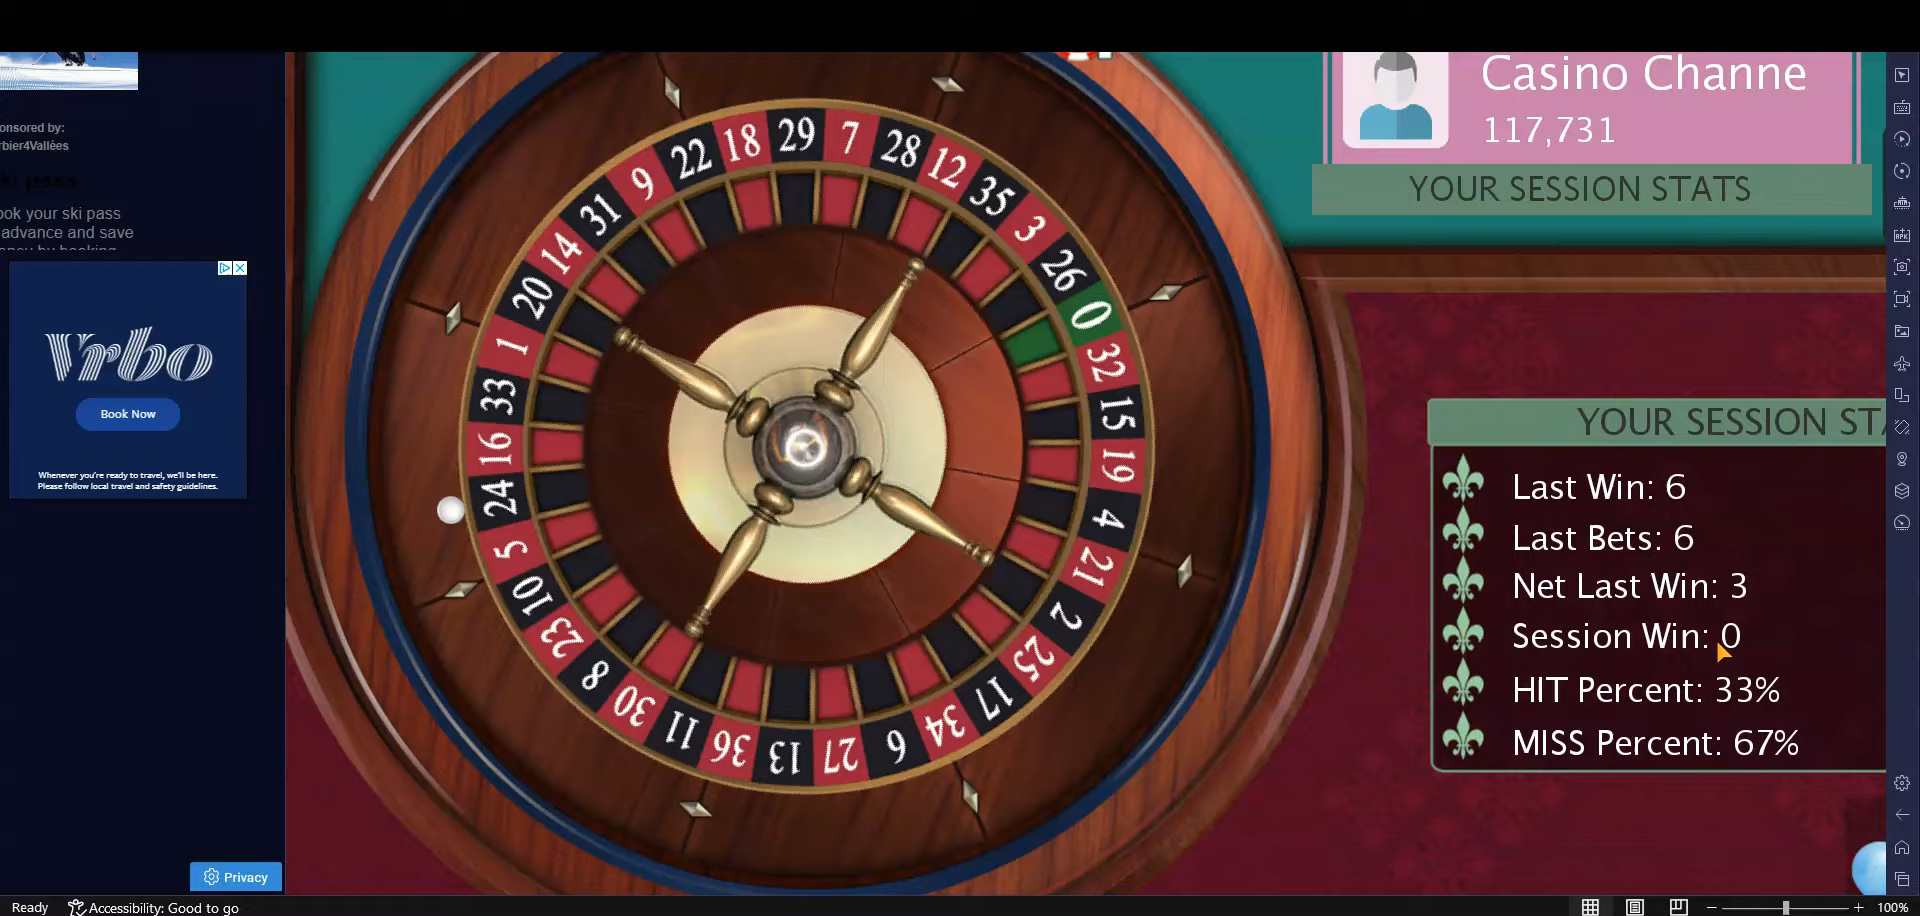 Casino Channe
117,731
YOUR SESSION STATS
onsored by:
rbier4Vallées
ook your ski pass
advance and save
Vrbo
Book Now
Whenever you're ready to travel, we'll be here.
Please follow local travel and safety guidelines.
Privacy
0
32
15
19
4
21
2
25
17
34
6
27
13
36
11
30
8
23
10
5
24
16
33
1
20
14
31
9
22
18
29
7
28
12
35
3
26
YOUR SESSION STA
Last Win: 6
Last Bets: 6
Net Last Win: 3
Session Win: 0
HIT Percent: 33%
MISS Percent: 67%
APK
Ready
Accessibility: Good to go
100%